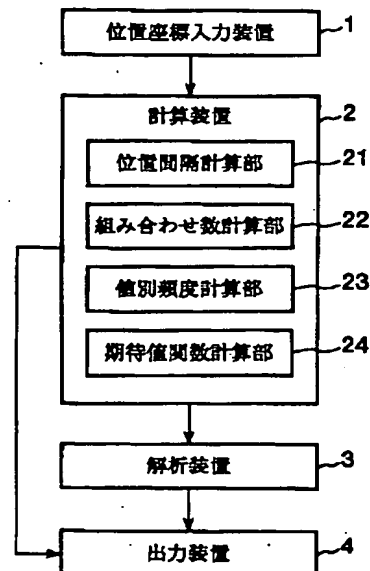 位置座標入力装置 1
計算装置 2
位置間隔計算部 21
組み合わせ数計算部 22
値別頻度計算部 23
期待値関数計算部 24
解析装置 3
出力装置 4